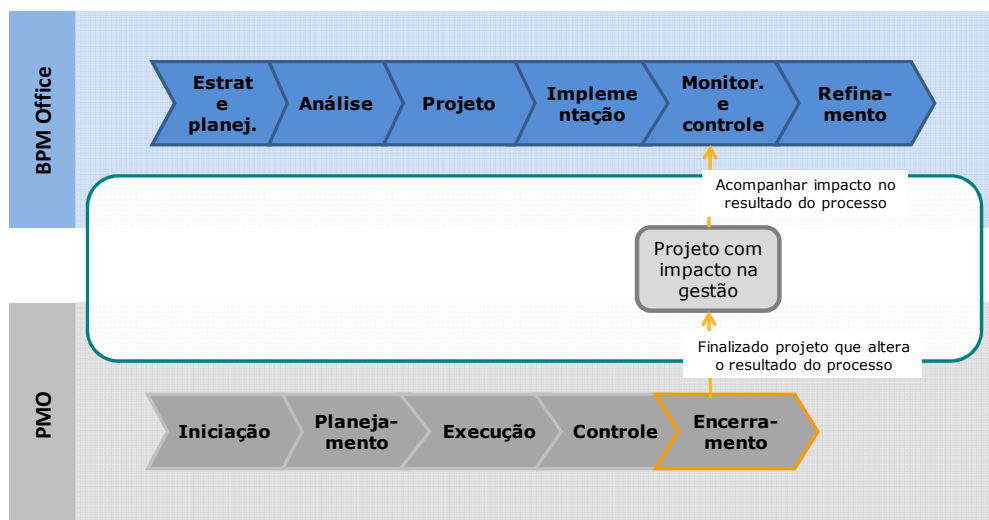 BPM Office
Estrat
e
planej.
Análise
Projeto
Impleme
ntação
Monitor.
e
controle
Refina-
mento
Acompanhar impacto no
resultado do processo
Projeto com
impacto na
gestão
Finalizado projeto que altera
o resultado do processo
PMO
Iniciação
Planeja-
mento
Execução
Controle
Encerra-
mento